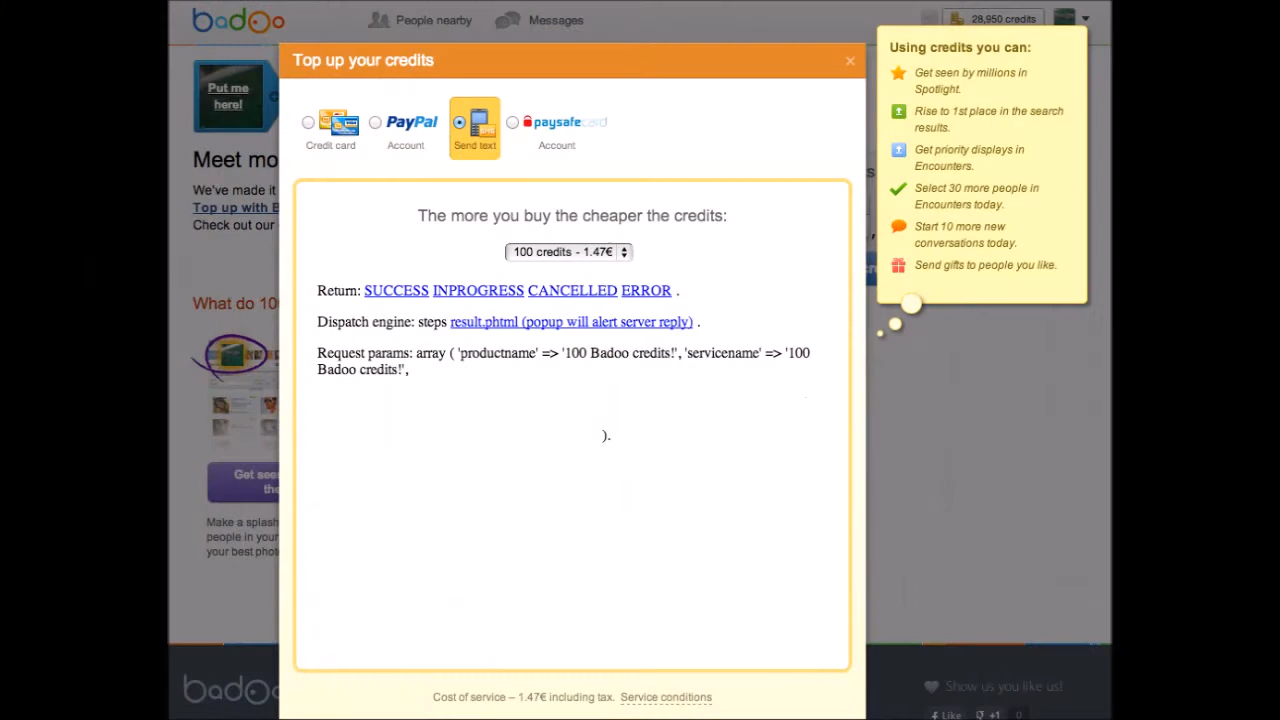 badoo
People nearby
Messages
28,950 credits
Put me
here!
Meet mo
We've made it
Top up with B
Check out our
What do 10
Get see
the
Make a splash
people in your
your best phot
Top up your credits
×
Credit card
PayPal
Account
SMS
Send text
paysafecard
Account
The more you buy the cheaper the credits:
100 credits - 1.47€
Return: SUCCESS INPROGRESS CANCELLED ERROR .
Dispatch engine: steps result.phtml (popup will alert server reply) .
Request params: array ( 'productname' => '100 Badoo credits!', 'servicename' => '100
Badoo credits!',
).
Cost of service – 1.47€ including tax. Service conditions
Using credits you can:
Get seen by millions in
Spotlight.
Rise to 1st place in the search
results.
Get priority displays in
Encounters.
Select 30 more people in
Encounters today.
Start 10 more new
conversations today.
Send gifts to people you like.
badoo
Show us you like us!
Like
+1
0